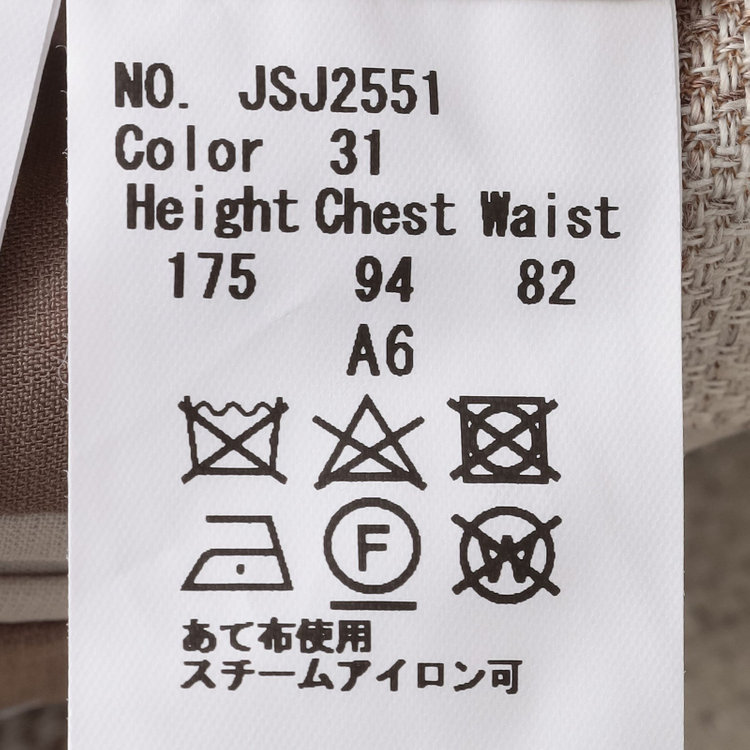 NO. JSJ2551
Color 31
Height Chest Waist
175 94 82
A6
F W
あて布使用
スチームアイロン可